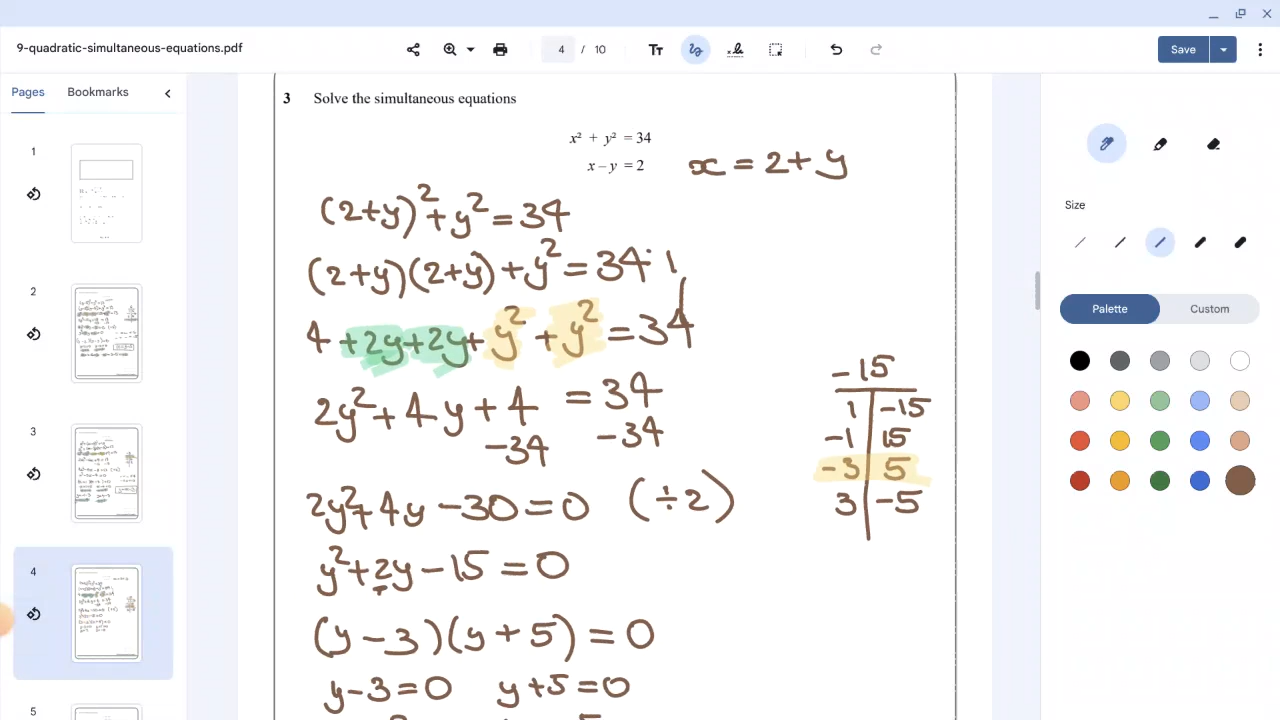 9-quadratic-simultaneous-equations.pdf
4 / 10
Save
Pages
Bookmarks
1
2
3
4
5
3 Solve the simultaneous equations
x² + y² = 34
x – y = 2
x = 2 + y
(2+y)² + y² = 34
(2+y)(2+y) + y² = 34
4 + 2y + 2y + y² + y² = 34
2y² + 4y + 4 = 34
-34 -34
2y² + 4y - 30 = 0 (÷2)
y² + 2y - 15 = 0
(y - 3)(y + 5) = 0
y - 3 = 0 y + 5 = 0
-15
1 -15
-1 15
-3 5
3 -5
Size
Palette
Custom